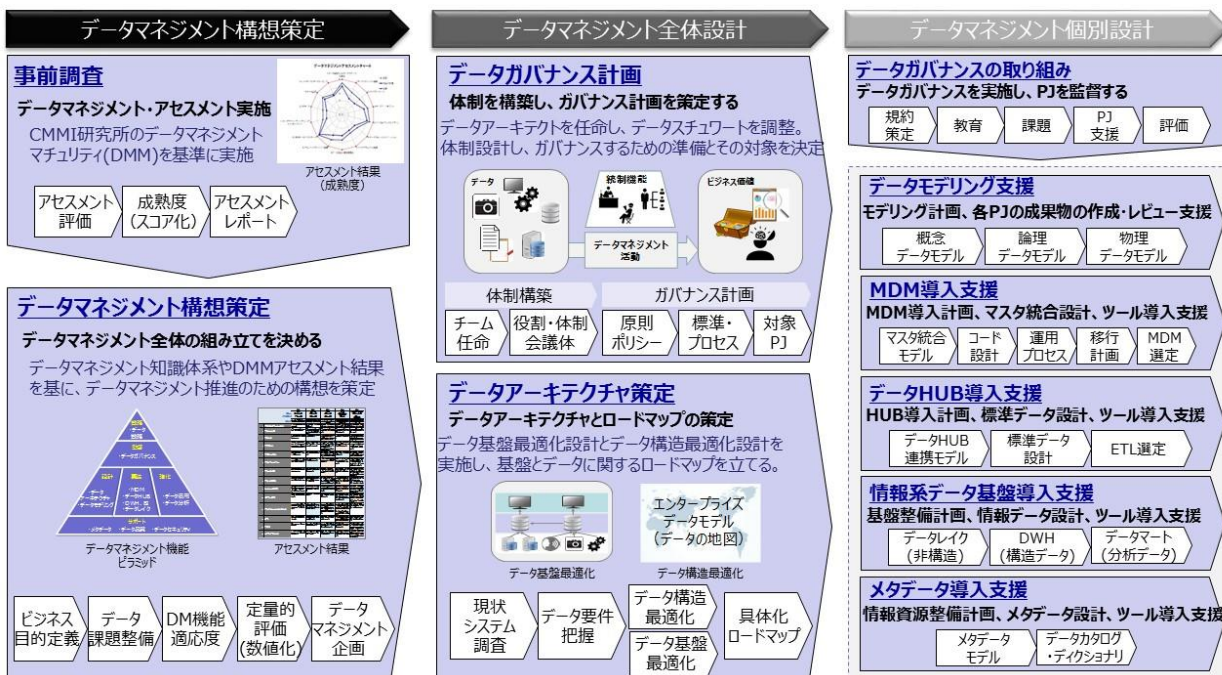 データマネジメント構想策定
事前調査
データマネジメント・アセスメント実施
CMMI研究所のデータマネジメント
マチュリティ(DMM)を基準に実施
アセスメント結果
(成熟度)
アセスメント
評価
成熟度
(スコア化)
アセスメント
レポート
データマネジメント構想策定
データマネジメント全体の組み立てを決める
データマネジメント知識体系やDMMアセスメント結果
を基に、データマネジメント推進のための構想を策定
データマネジメント機能
ピラミッド
アセスメント結果
ビジネス
目的定義
データ
課題整備
DM機能
適応度
定量的
評価
(数値化)
データ
マネジメント
企画
データマネジメント全体設計
データガバナンス計画
体制を構築し、ガバナンス計画を策定する
データアーキテクトを任命し、データスチュワートを調整。
体制設計し、ガバナンスするための準備とその対象を決定
データ
統制機能
ビジネス価値
データマネジメント
活動
体制構築
ガバナンス計画
チーム
任命
役割・体制
会議体
原則
ポリシー
標準・
プロセス
対象
PJ
データアーキテクチャ策定
データアーキテクチャとロードマップの策定
データ基盤最適化設計とデータ構造最適化設計を
実施し、基盤とデータに関するロードマップを立てる。
エンタープライズ
データモデル
(データの地図)
データ基盤最適化
データ構造最適化
現状
システム
調査
データ要件
把握
データ構造
最適化
データ基盤
最適化
具体化
ロードマップ
データマネジメント個別設計
データガバナンスの取り組み
データガバナンスを実施し、PJを監督する
規約
策定
教育
課題
PJ
支援
評価
データモデリング支援
モデリング計画、各PJの成果物の作成・レビュー支援
概念
データモデル
論理
データモデル
物理
データモデル
MDM導入支援
MDM導入計画、マスタ統合設計、ツール導入支援
マスタ統合
モデル
コード
設計
運用
プロセス
移行
計画
MDM
選定
データHUB導入支援
HUB導入計画、標準データ設計、ツール導入支援
データHUB
連携モデル
標準データ
設計
ETL選定
情報系データ基盤導入支援
基盤整備計画、情報データ設計、ツール導入支援
データレイク
(非構造)
DWH
(構造データ)
データマート
(分析データ)
メタデータ導入支援
情報資源整備計画、メタデータ設計、ツール導入支援
メタデータ
モデル
データカタログ
・ディクショナリ